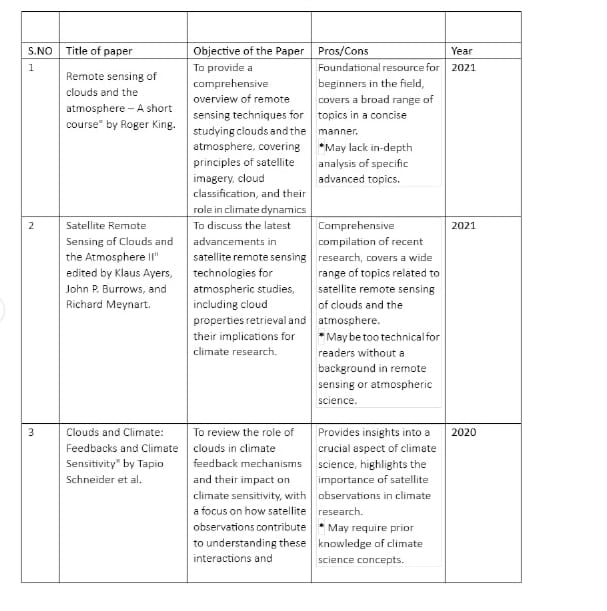 S.NO Title of paper Objective of the Paper Pros/Cons Year
1
Remote sensing of
clouds and the
atmosphere – A short
course" by Roger King.
To provide a
comprehensive
overview of remote
sensing techniques for
studying clouds and the
atmosphere, covering
principles of satellite
imagery, cloud
classification, and their
role in climate dynamics
Foundational resource for
beginners in the field,
covers a broad range of
topics in a concise
manner.
*May lack in-depth
analysis of specific
advanced topics.
2021
2
Satellite Remote
Sensing of Clouds and
the Atmosphere II"
edited by Klaus Ayers,
John P. Burrows, and
Richard Meynart.
To discuss the latest
advancements in
satellite remote sensing
technologies for
atmospheric studies,
including cloud
properties retrieval and
their implications for
climate research.
Comprehensive
compilation of recent
research, covers a wide
range of topics related to
satellite remote sensing
of clouds and the
atmosphere.
* May be too technical for
readers without a
background in remote
sensing or atmospheric
science.
2021
3
Clouds and Climate:
Feedbacks and Climate
Sensitivity" by Tapio
Schneider et al.
To review the role of
clouds in climate
feedback mechanisms
and their impact on
climate sensitivity, with
a focus on how satellite
observations contribute
to understanding these
interactions and
Provides insights into a
crucial aspect of climate
science, highlights the
importance of satellite
observations in climate
research.
* May require prior
knowledge of climate
science concepts.
2020